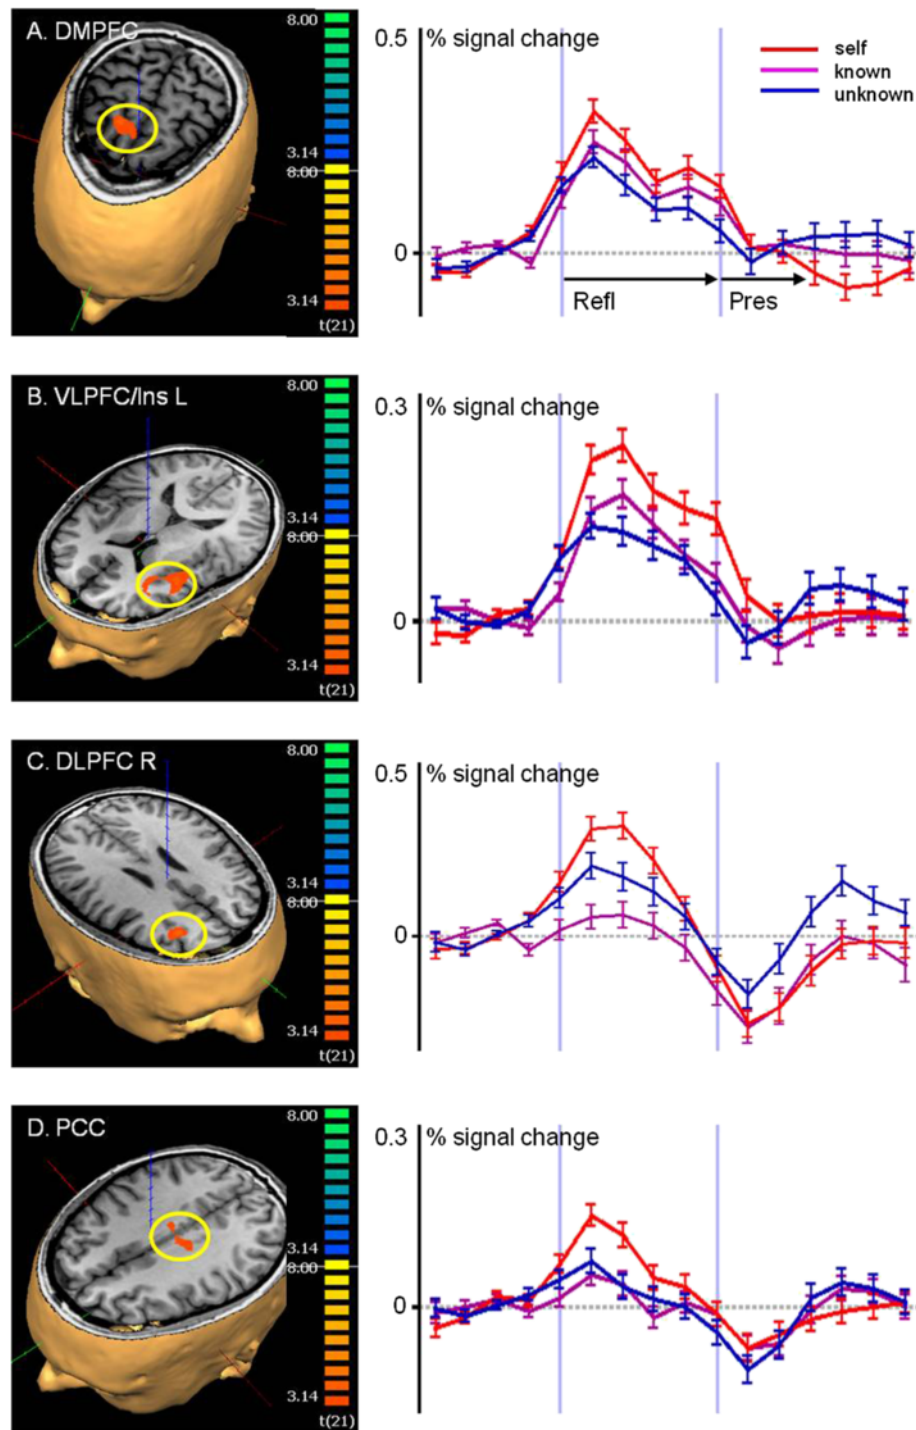 A. DMPFC
8.00
3.14
8.00
3.14
t(21)
0.5
% signal change
0
self
known
unknown
Refl
Pres
B. VLPFC/Ins L
8.00
3.14
8.00
3.14
t(21)
0.3
% signal change
0
C. DLPFC R
8.00
3.14
8.00
3.14
t(21)
0.5
% signal change
0
D. PCC
8.00
3.14
8.00
3.14
t(21)
0.3
% signal change
0